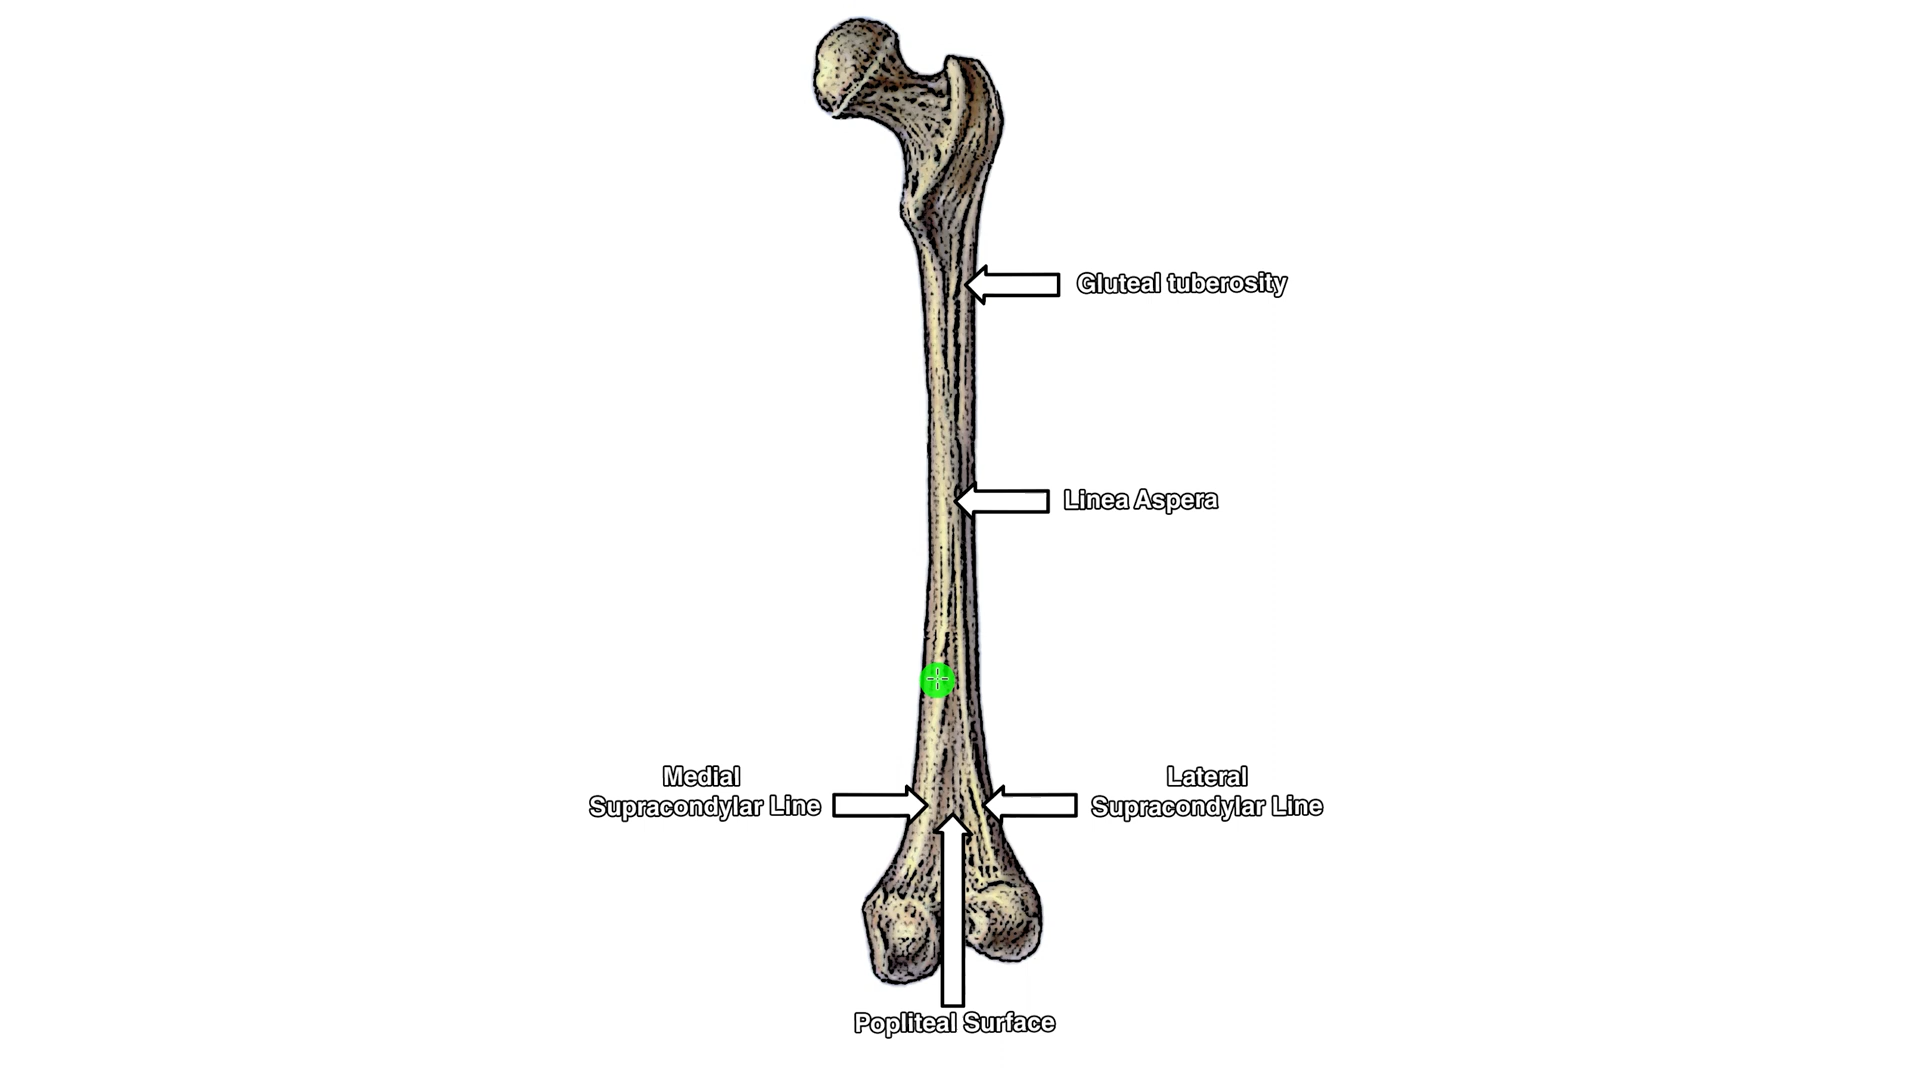 Gluteal tuberosity
Linea Aspera
Medial
Supracondylar Line
Lateral
Supracondylar Line
Popliteal Surface